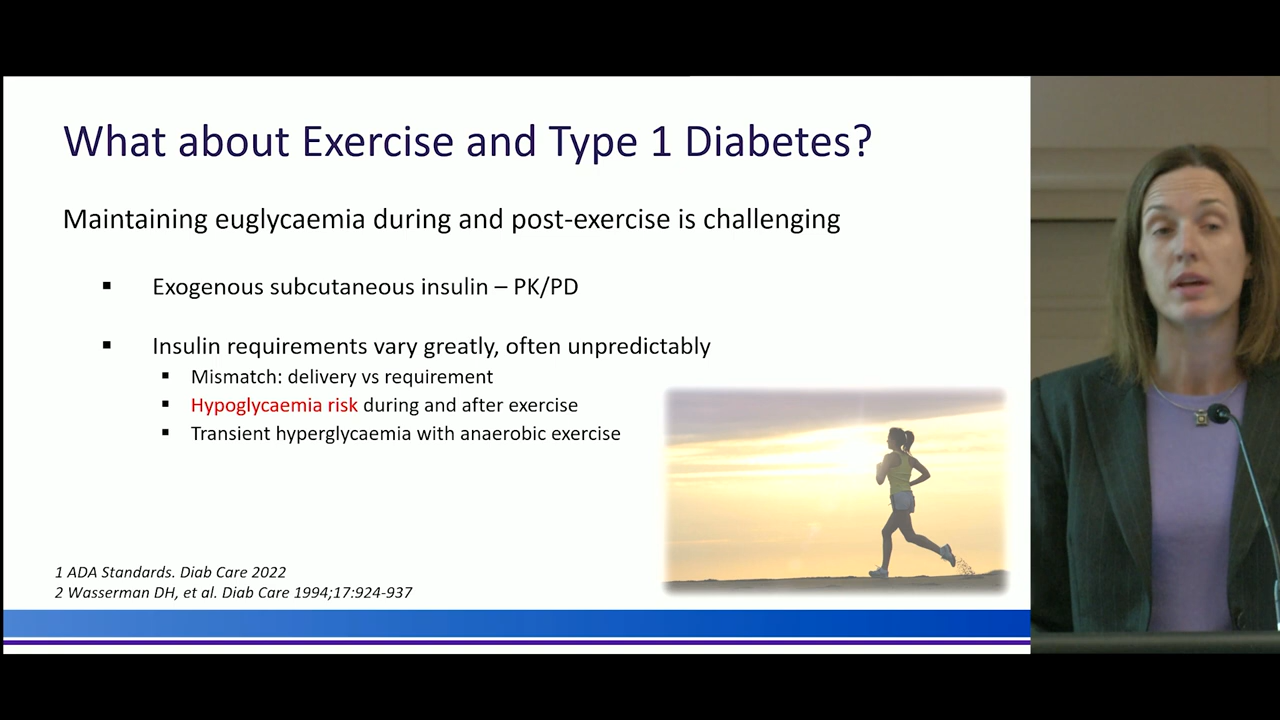 What about Exercise and Type 1 Diabetes?
Maintaining euglycaemia during and post-exercise is challenging
▪ Exogenous subcutaneous insulin – PK/PD
▪ Insulin requirements vary greatly, often unpredictably
▪ Mismatch: delivery vs requirement
▪ Hypoglycaemia risk during and after exercise
▪ Transient hyperglycaemia with anaerobic exercise
1 ADA Standards. Diab Care 2022
2 Wasserman DH, et al. Diab Care 1994;17:924-937